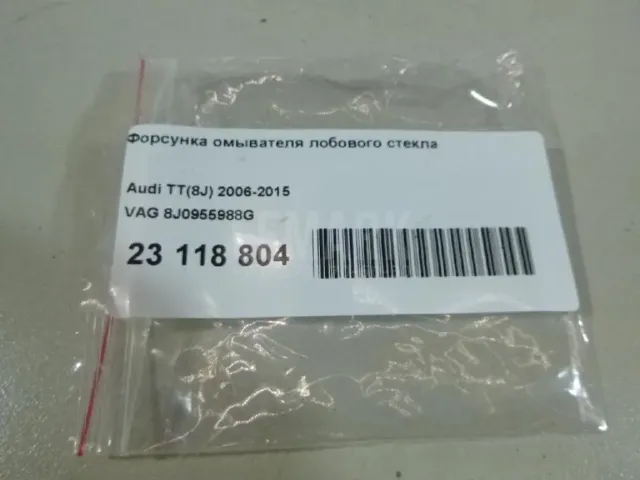 Форсунка омывателя лобового стекла
Audi TT(8J) 2006-2015
VAG 8J0955988G
23 118 804